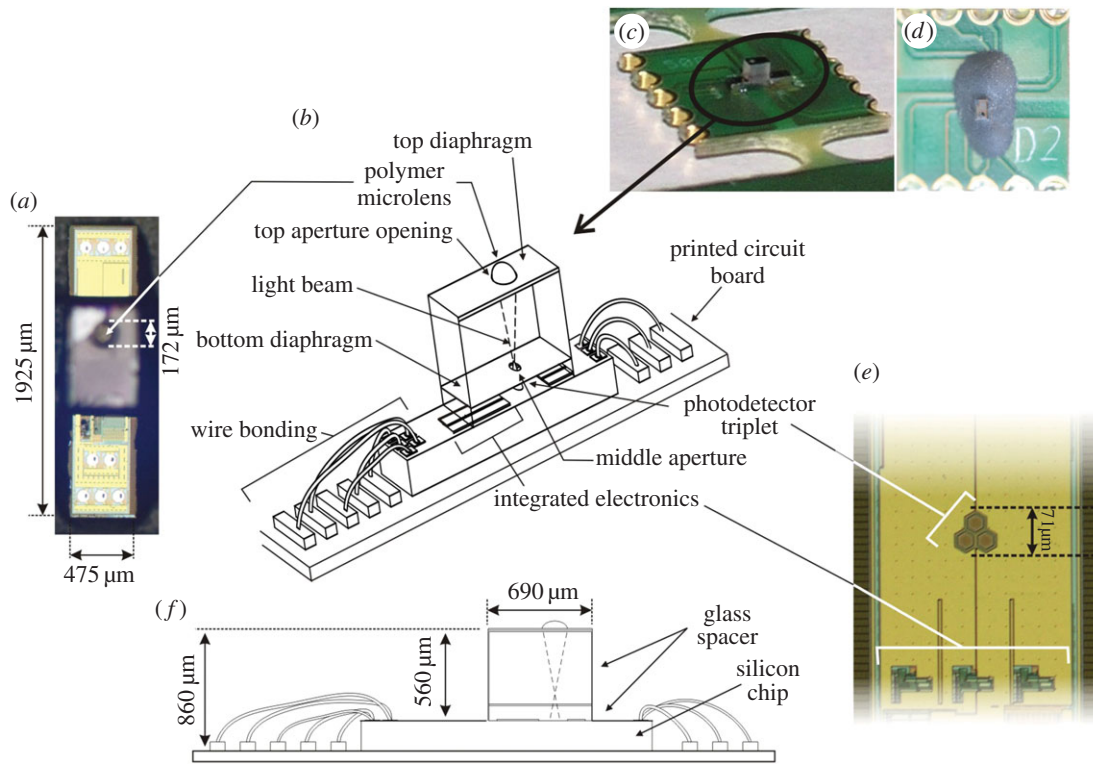 (a)
1925 µm
172 µm
475 µm
(b)
top diaphragm
polymer
microlens
top aperture opening
light beam
bottom diaphragm
wire bonding
printed circuit
board
photodetector
triplet
middle aperture
integrated electronics
(c)
(d)
D2
(e)
71µm
(f)
690 µm
860 µm
560 µm
glass
spacer
silicon
chip